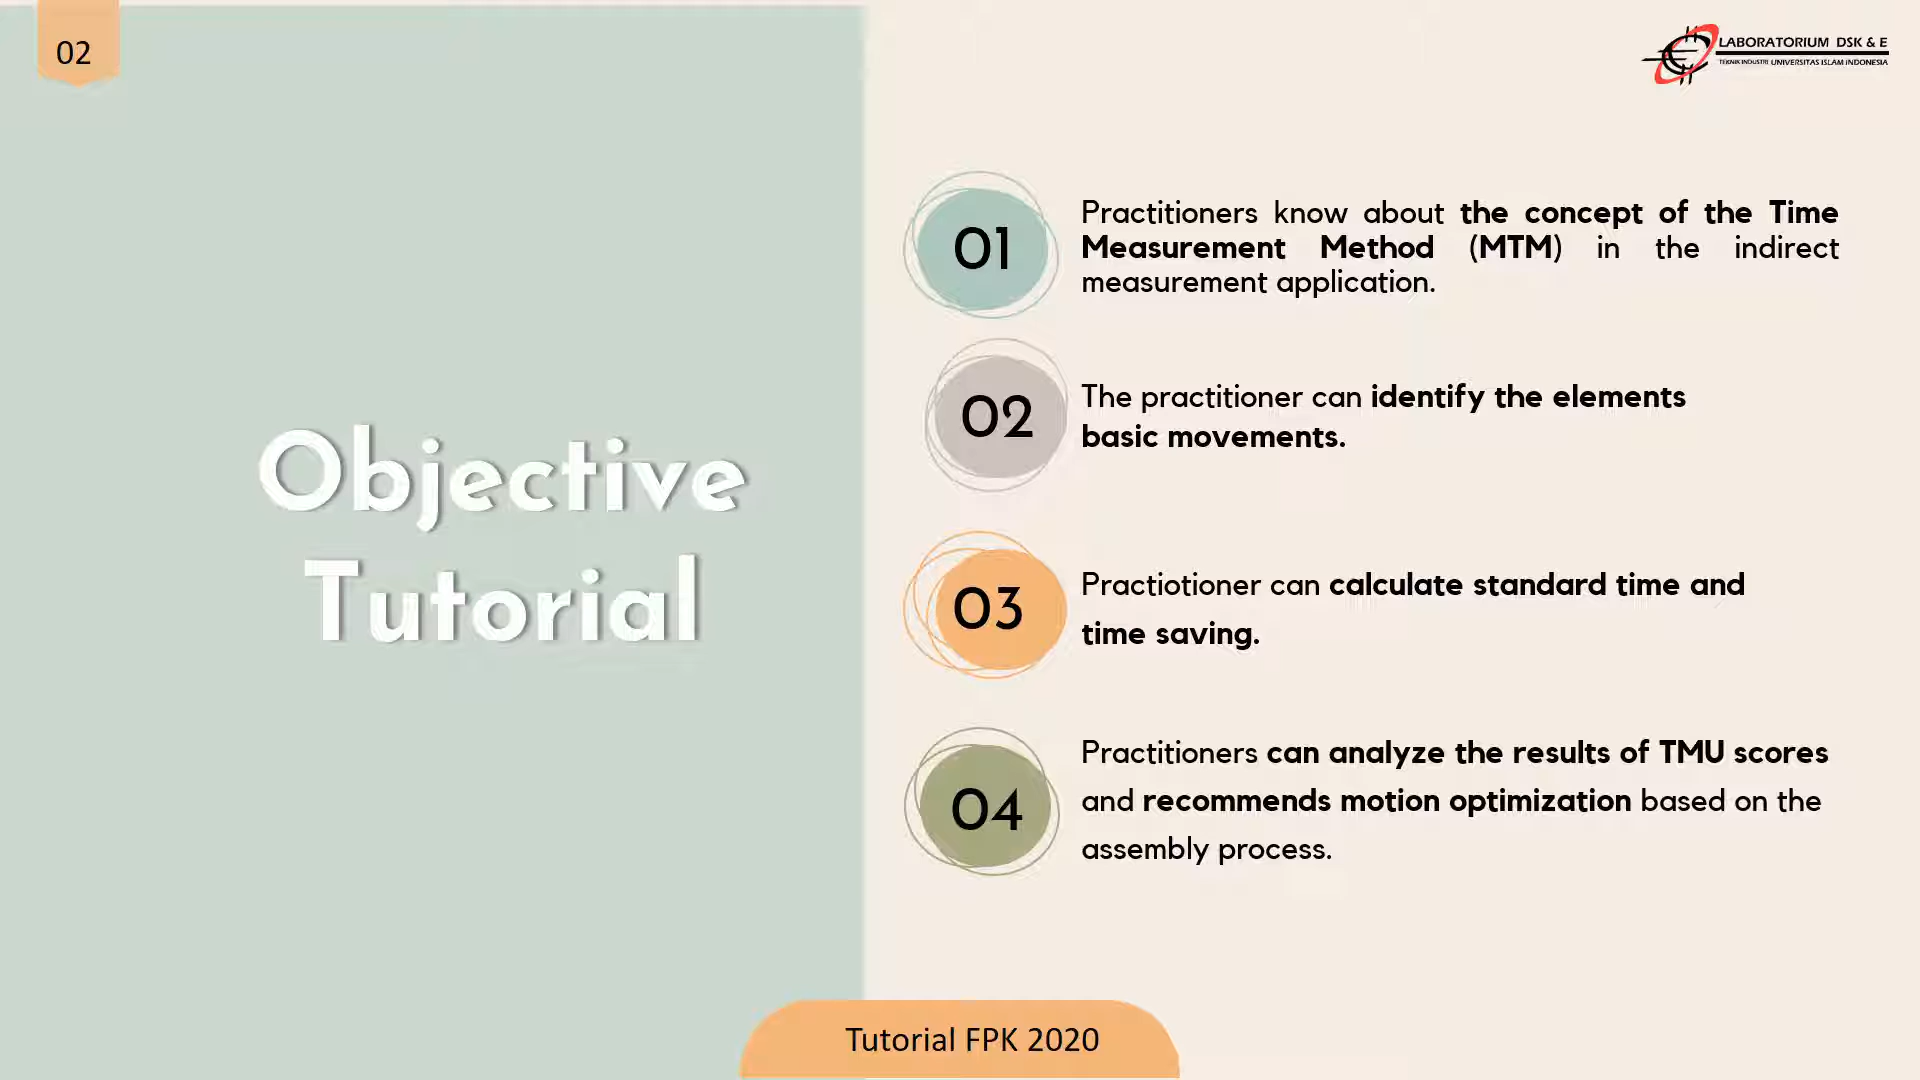 02
LABORATORIUM DSK & E
TEKNIK INDUSTRI UNIVERSITAS ISLAM INDONESIA
Objective
Tutorial
01
Practitioners know about the concept of the Time
Measurement Method (MTM) in the indirect
measurement application.
02
The practitioner can identify the elements
basic movements.
03
Practiotioner can calculate standard time and
time saving.
04
Practitioners can analyze the results of TMU scores
and recommends motion optimization based on the
assembly process.
Tutorial FPK 2020